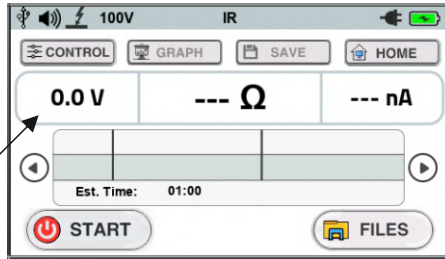 100V IR
CONTROL GRAPH SAVE HOME
0.0 V --- Ω --- nA
Est. Time: 01:00
START FILES